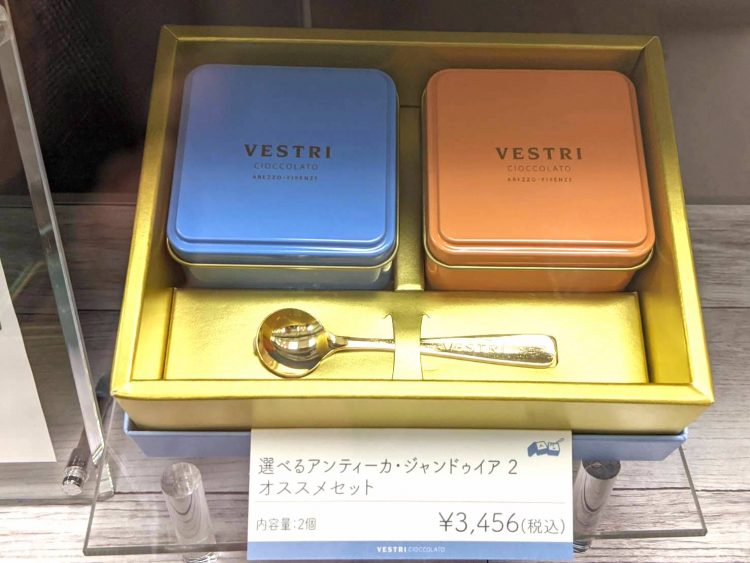 VESTRI
CIOCCOLATO
AREZZO-FIRENZE
VESTRI
CIOCCOLATO
AREZZO-FIRENZE
VESTRI
選べるアンティーカ・ジャンドゥイア 2
オススメセット
内容量:2個 ¥3,456(税込)
VESTRI CIOCCOLATO